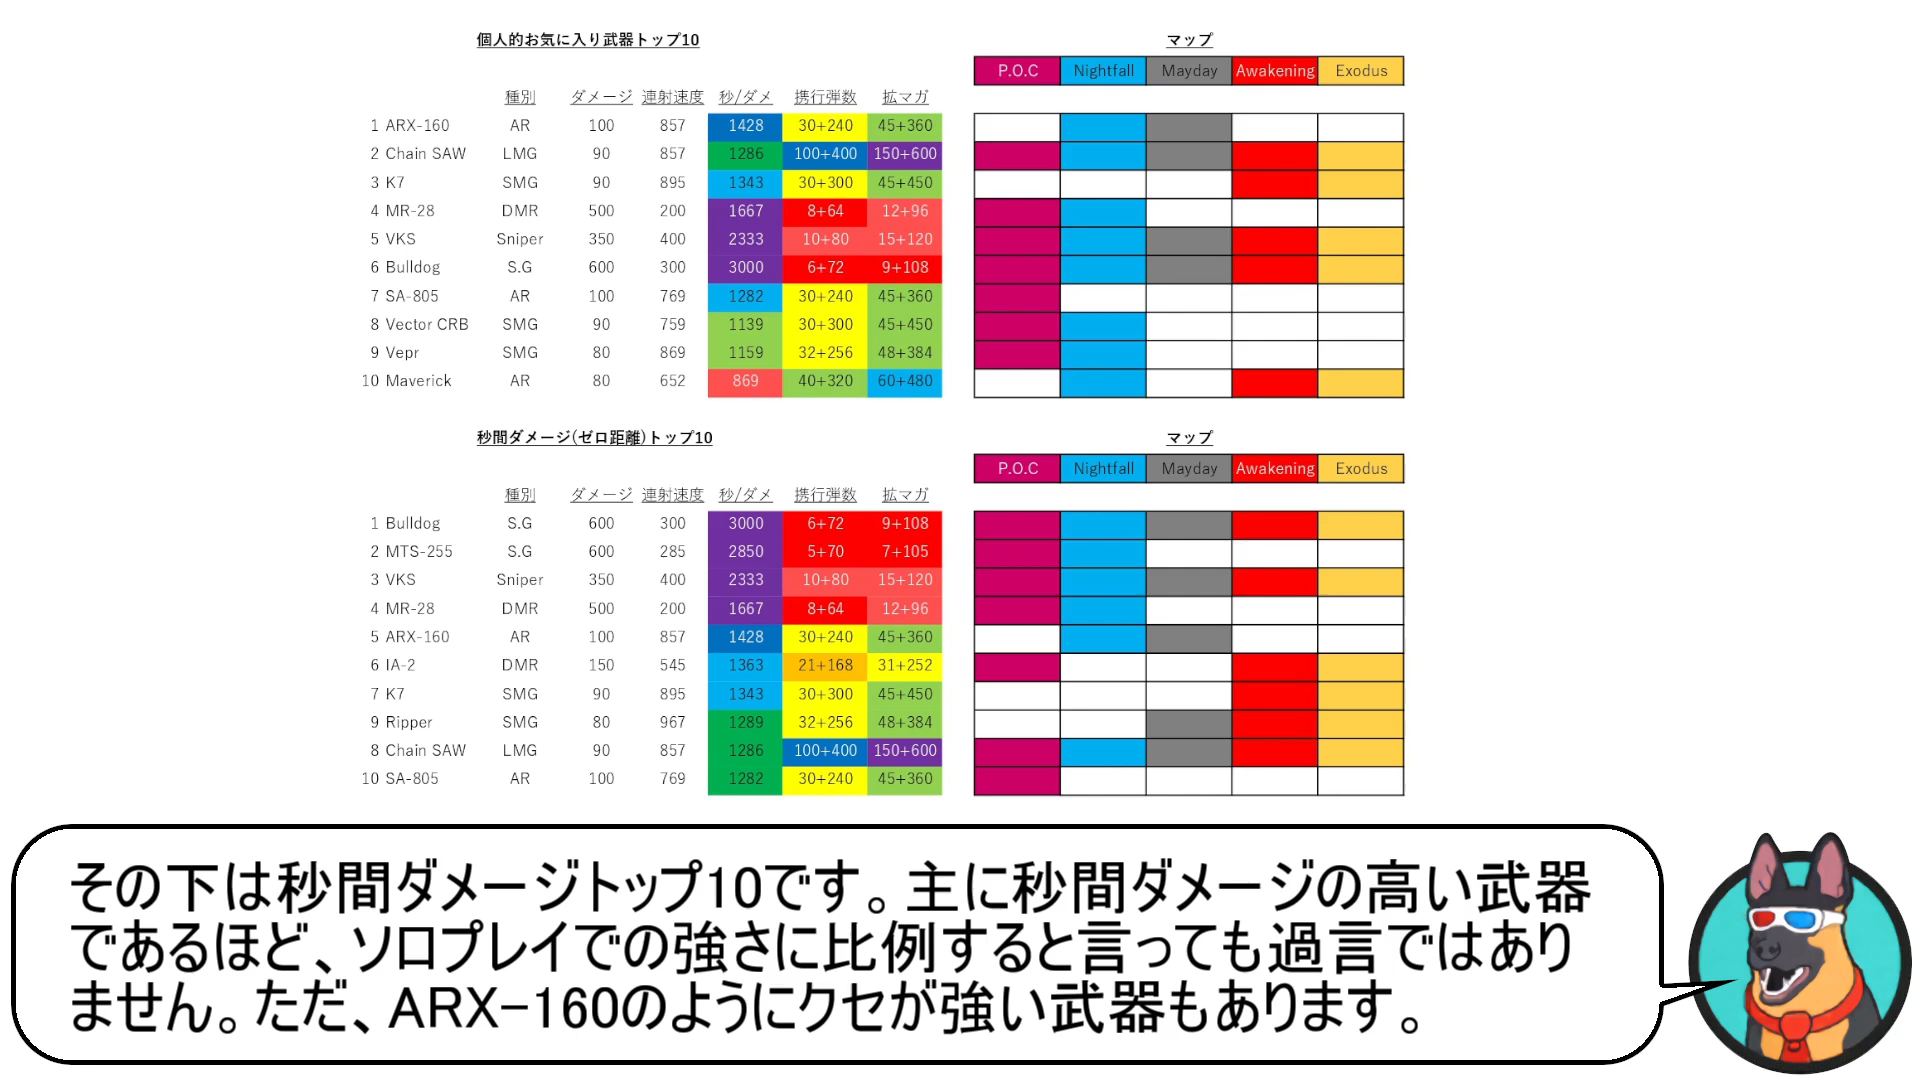 個人的お気に入り武器トップ10 マップ
P.O.C Nightfall Mayday Awakening Exodus
種別 ダメージ 連射速度 秒/ダメ 携行弾数 拡マガ
1 ARX-160 AR 100 857 1428 30+240 45+360
2 Chain SAW LMG 90 857 1286 100+400 150+600
3 K7 SMG 90 895 1343 30+300 45+450
4 MR-28 DMR 500 200 1667 8+64 12+96
5 VKS Sniper 350 400 2333 10+80 15+120
6 Bulldog S.G 600 300 3000 6+72 9+108
7 SA-805 AR 100 769 1282 30+240 45+360
8 Vector CRB SMG 90 759 1139 30+300 45+450
9 Vepr SMG 80 869 1159 32+256 48+384
10 Maverick AR 80 652 869 40+320 60+480
秒間ダメージ(ゼロ距離)トップ10 マップ
P.O.C Nightfall Mayday Awakening Exodus
種別 ダメージ 連射速度 秒/ダメ 携行弾数 拡マガ
1 Bulldog S.G 600 300 3000 6+72 9+108
2 MTS-255 S.G 600 285 2850 5+70 7+105
3 VKS Sniper 350 400 2333 10+80 15+120
4 MR-28 DMR 500 200 1667 8+64 12+96
5 ARX-160 AR 100 857 1428 30+240 45+360
6 IA-2 DMR 150 545 1363 21+168 31+252
7 K7 SMG 90 895 1343 30+300 45+450
9 Ripper SMG 80 967 1289 32+256 48+384
8 Chain SAW LMG 90 857 1286 100+400 150+600
10 SA-805 AR 100 769 1282 30+240 45+360
その下は秒間ダメージトップ10です。主に秒間ダメージの高い武器
であるほど、ソロプレイでの強さに比例すると言っても過言ではあり
ません。ただ、ARX-160のようにクセが強い武器もあります。